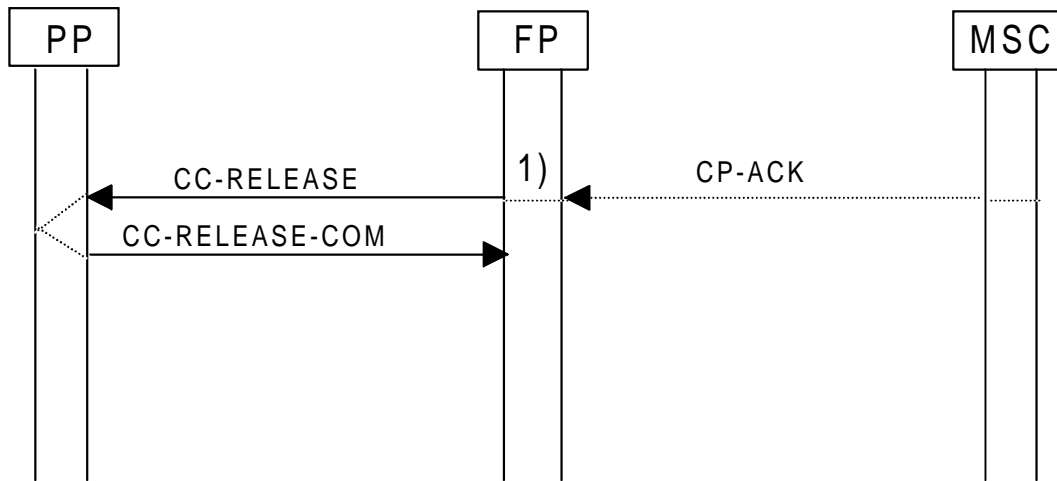 PP FP MSC
1)
CC-RELEASE CP-ACK
CC-RELEASE-COM